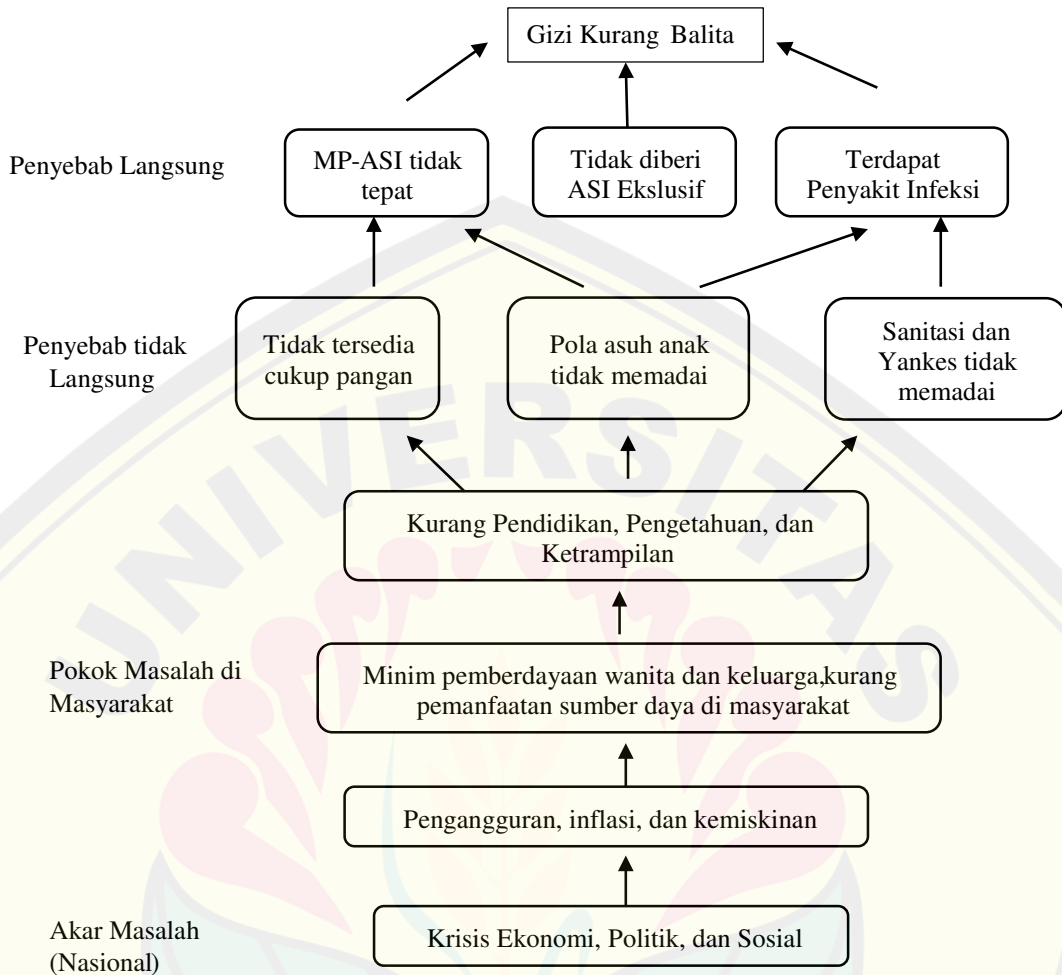 Gizi Kurang Balita
Penyebab Langsung
MP-ASI tidak
tepat
Tidak diberi
ASI Ekslusif
Terdapat
Penyakit Infeksi
Penyebab tidak
Langsung
Tidak tersedia
cukup pangan
Pola asuh anak
tidak memadai
Sanitasi dan
Yankes tidak
memadai
UNIVERSITAS
Kurang Pendidikan, Pengetahuan, dan
Ketrampilan
Pokok Masalah di
Masyarakat
Minim pemberdayaan wanita dan keluarga,kurang
pemanfaatan sumber daya di masyarakat
Pengangguran, inflasi, dan kemiskinan
Akar Masalah
(Nasional)
Krisis Ekonomi, Politik, dan Sosial